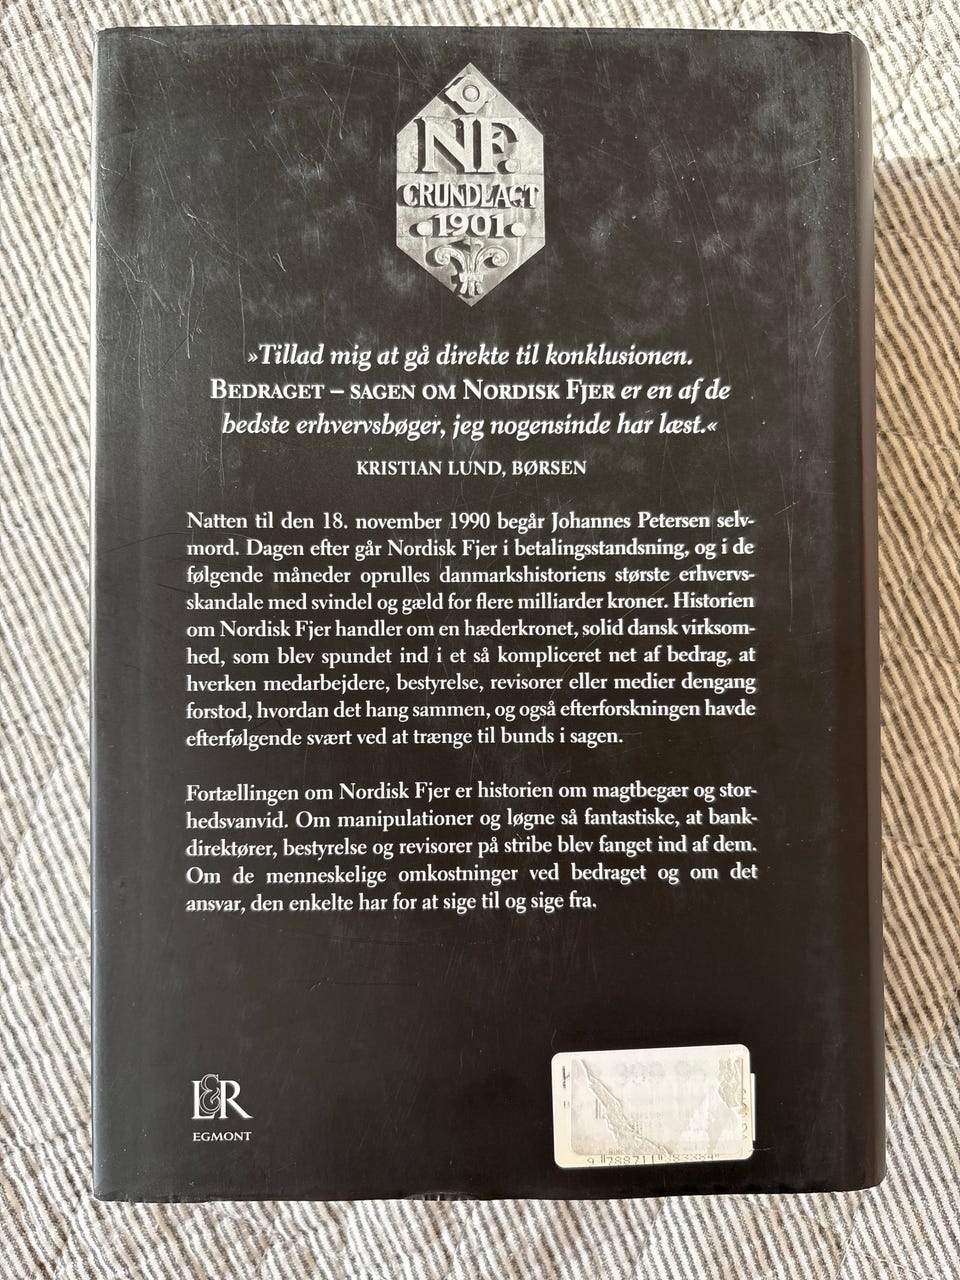 NF.
GRUNDLAGT
1901
»Tillad mig at gå direkte til konklusionen.
BEDRAGET – SAGEN OM NORDISK FJER er en af de
bedste erhvervsbøger, jeg nogensinde har læst.«
KRISTIAN LUND, BØRSEN
Natten til den 18. november 1990 begår Johannes Petersen selv-
mord. Dagen efter går Nordisk Fjer i betalingsstandsning, og i de
følgende måneder oprulles danmarkshistoriens største erhvervs-
skandale med svindel og gæld for flere milliarder kroner. Historien
om Nordisk Fjer handler om en hæderkronet, solid dansk virksom-
hed, som blev spundet ind i et så kompliceret net af bedrag, at
hverken medarbejdere, bestyrelse, revisorer eller medier dengang
forstod, hvordan det hang sammen, og også efterforskningen havde
efterfølgende svært ved at trænge til bunds i sagen.
Fortællingen om Nordisk Fjer er historien om magtbegær og stor-
hedsvanvid. Om manipulationer og løgne så fantastiske, at bank-
direktører, bestyrelse og revisorer på stribe blev fanget ind af dem.
Om de menneskelige omkostninger ved bedraget og om det
ansvar, den enkelte har for at sige til og sige fra.
L&R
EGMONT
9 788711 383384